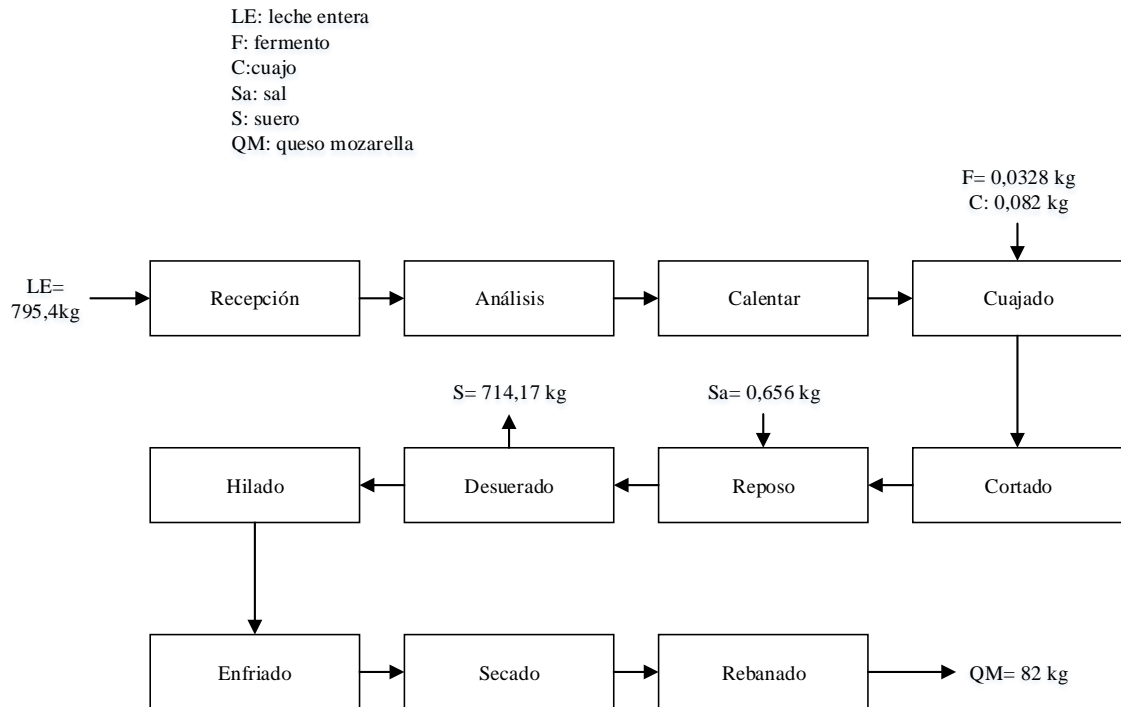 LE: leche entera
F: fermento
C:cuajo
Sa: sal
S: suero
QM: queso mozarella
F= 0,0328 kg
C: 0,082 kg
LE=
795,4kg
Recepción
Análisis
Calentar
Cuajado
S= 714,17 kg
Sa= 0,656 kg
Hilado
Desuerado
Reposo
Cortado
Enfriado
Secado
Rebanado
QM= 82 kg